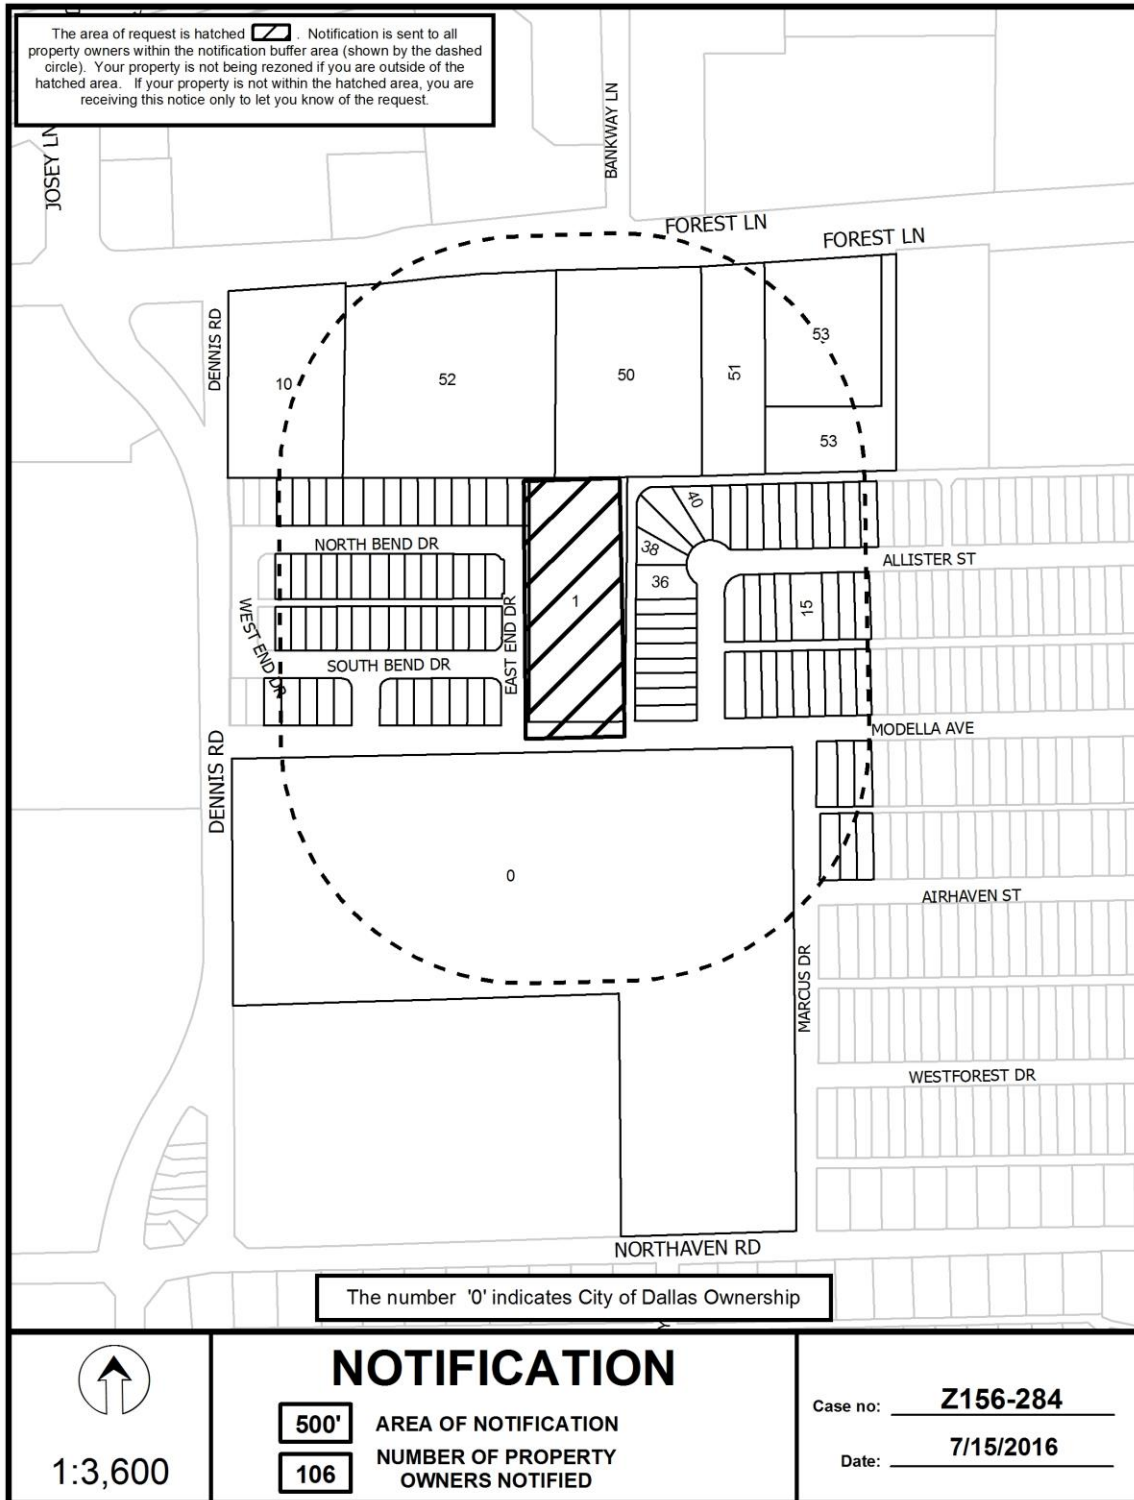 The area of request is hatched . Notification is sent to all
property owners within the notification buffer area (shown by the dashed
circle). Your property is not being rezoned if you are outside of the
hatched area. If your property is not within the hatched area, you are
receiving this notice only to let you know of the request.
JOSEY LN
BANKWAY LN
FOREST LN
FOREST LN
DENNIS RD
53
10
52
50
51
53
40
NORTH BEND DR
38
ALLISTER ST
36
1
15
WEST END DR
EAST END DR
SOUTH BEND DR
MODELLA AVE
DENNIS RD
0
AIRHAVEN ST
MARCUS DR
WESTFOREST DR
NORTHAVEN RD
The number '0' indicates City of Dallas Ownership
1:3,600
NOTIFICATION
500' AREA OF NOTIFICATION
106 NUMBER OF PROPERTY
OWNERS NOTIFIED
Case no: Z156-284
Date: 7/15/2016